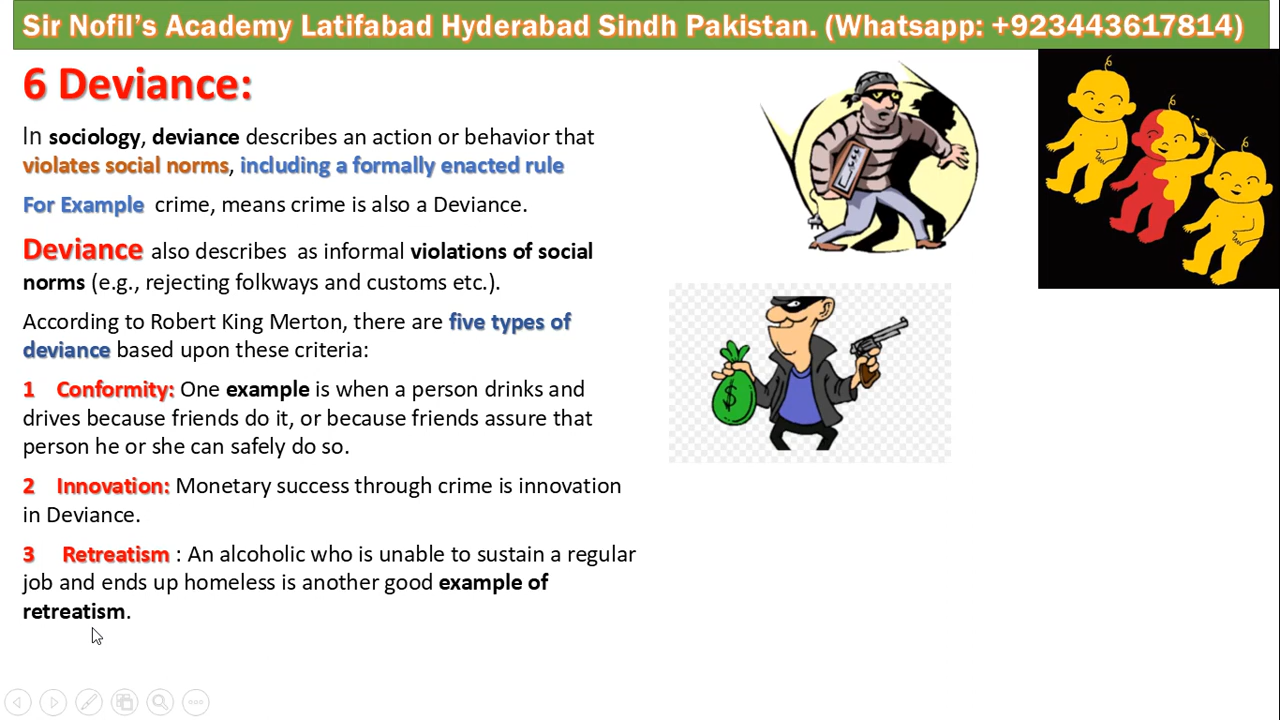 Sir Nofil's Academy Latifabad Hyderabad Sindh Pakistan. (Whatsapp: +923443617814)
6 Deviance:
In sociology, deviance describes an action or behavior that
violates social norms, including a formally enacted rule
For Example crime, means crime is also a Deviance.
Deviance also describes as informal violations of social
norms (e.g., rejecting folkways and customs etc.).
According to Robert King Merton, there are five types of
deviance based upon these criteria:
1 Conformity: One example is when a person drinks and
drives because friends do it, or because friends assure that
person he or she can safely do so.
2 Innovation: Monetary success through crime is innovation
in Deviance.
3 Retreatism : An alcoholic who is unable to sustain a regular
job and ends up homeless is another good example of
retreatism.
$